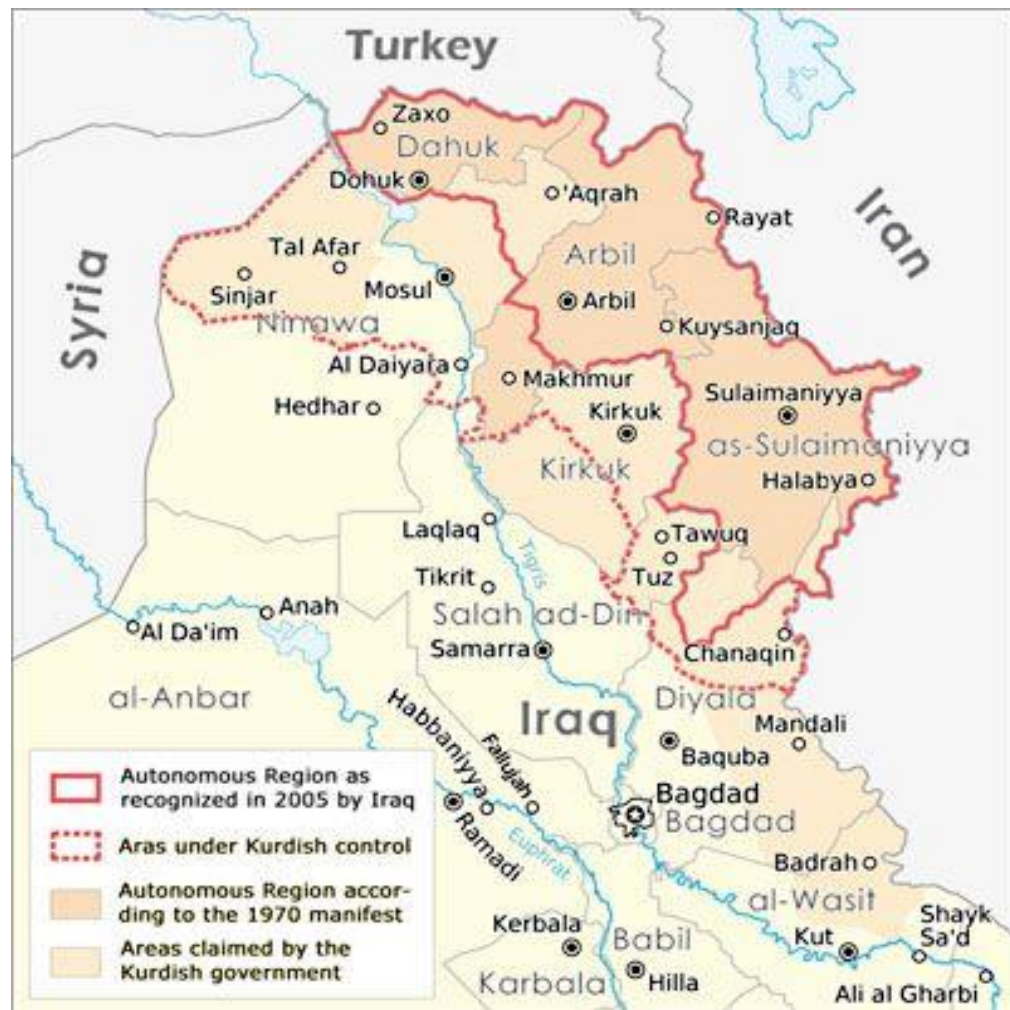 Turkey
Zaxo
Dahuk
Dohuk
'Aqrah
Rayat
Iran
Syria
Tal Afar
Sinjar
Mosul
Arbil
Arbil
Kuysanjaq
Ninawa
Al Daiyara
Makhmur
Sulaimaniyya
Hedhar
Kirkuk
as-Sulaimaniyya
Kirkuk
Halabya
Laqlaq
Tigris
Tawuq
Tuz
Tikrit
Salah ad-Din
Anah
Al Da'im
Samarra
Chanaqin
al-Anbar
Diyala
Iraq
Mandali
Habbaniyya
Fallujah
Baquba
Bagdad
Bagdad
Ramadi
Euphrat
Badrah
al-Wasit
Shayk
Sa'd
Kerbala
Babil
Kut
Karbala
Hilla
Ali al Gharbi
Autonomous Region as
recognized in 2005 by Iraq
Aras under Kurdish control
Autonomous Region accor-
ding to the 1970 manifest
Areas claimed by the
Kurdish government